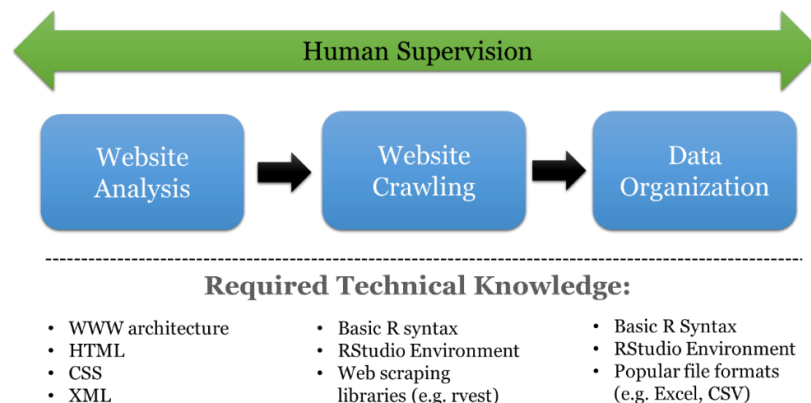 Human Supervision
Website
Analysis
Website
Crawling
Data
Organization
Required Technical Knowledge:
• WWW architecture
• HTML
• CSS
• XML
• Basic R syntax
• RStudio Environment
• Web scraping
libraries (e.g. rvest)
• Basic R Syntax
• RStudio Environment
• Popular file formats
(e.g. Excel, CSV)